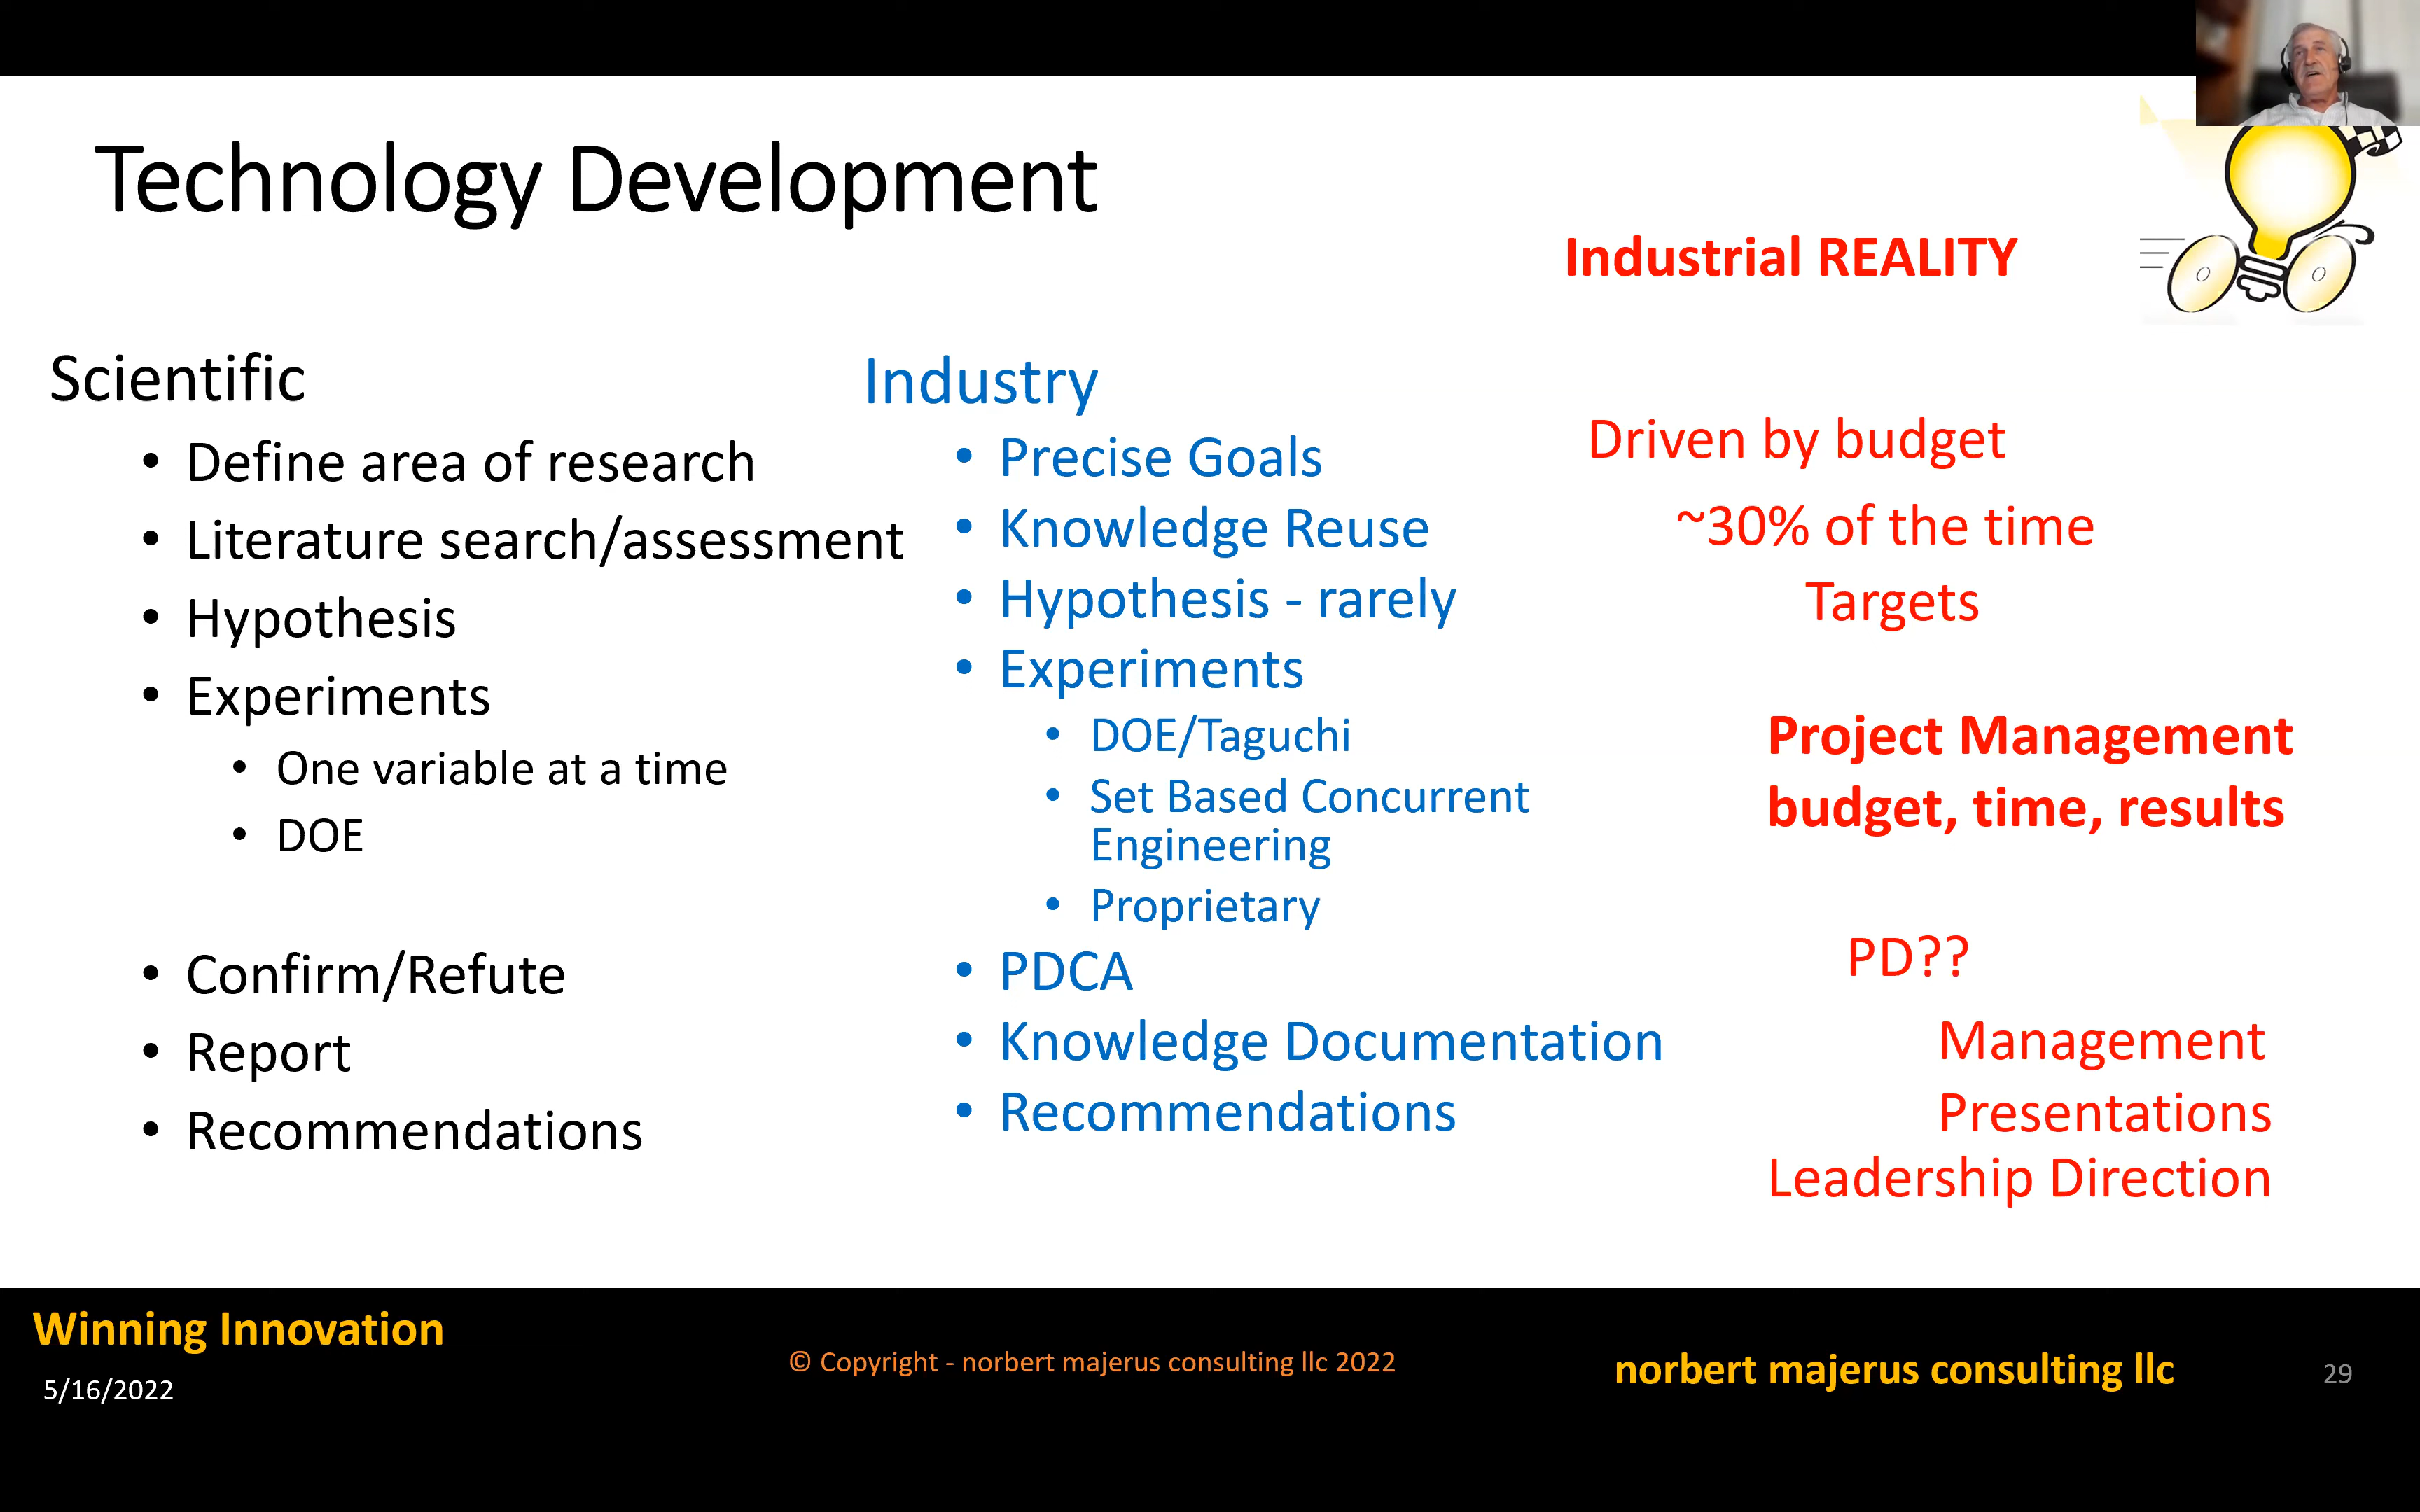 Technology Development
Industrial REALITY
Scientific
• Define area of research
• Literature search/assessment
• Hypothesis
• Experiments
• One variable at a time
• DOE
• Confirm/Refute
• Report
• Recommendations
Industry
• Precise Goals
• Knowledge Reuse
• Hypothesis - rarely
• Experiments
• DOE/Taguchi
• Set Based Concurrent
Engineering
• Proprietary
• PDCA
• Knowledge Documentation
• Recommendations
Driven by budget
~30% of the time
Targets
Project Management
budget, time, results
PD??
Management
Presentations
Leadership Direction
Winning Innovation
5/16/2022
© Copyright - norbert majerus consulting llc 2022
norbert majerus consulting llc
29